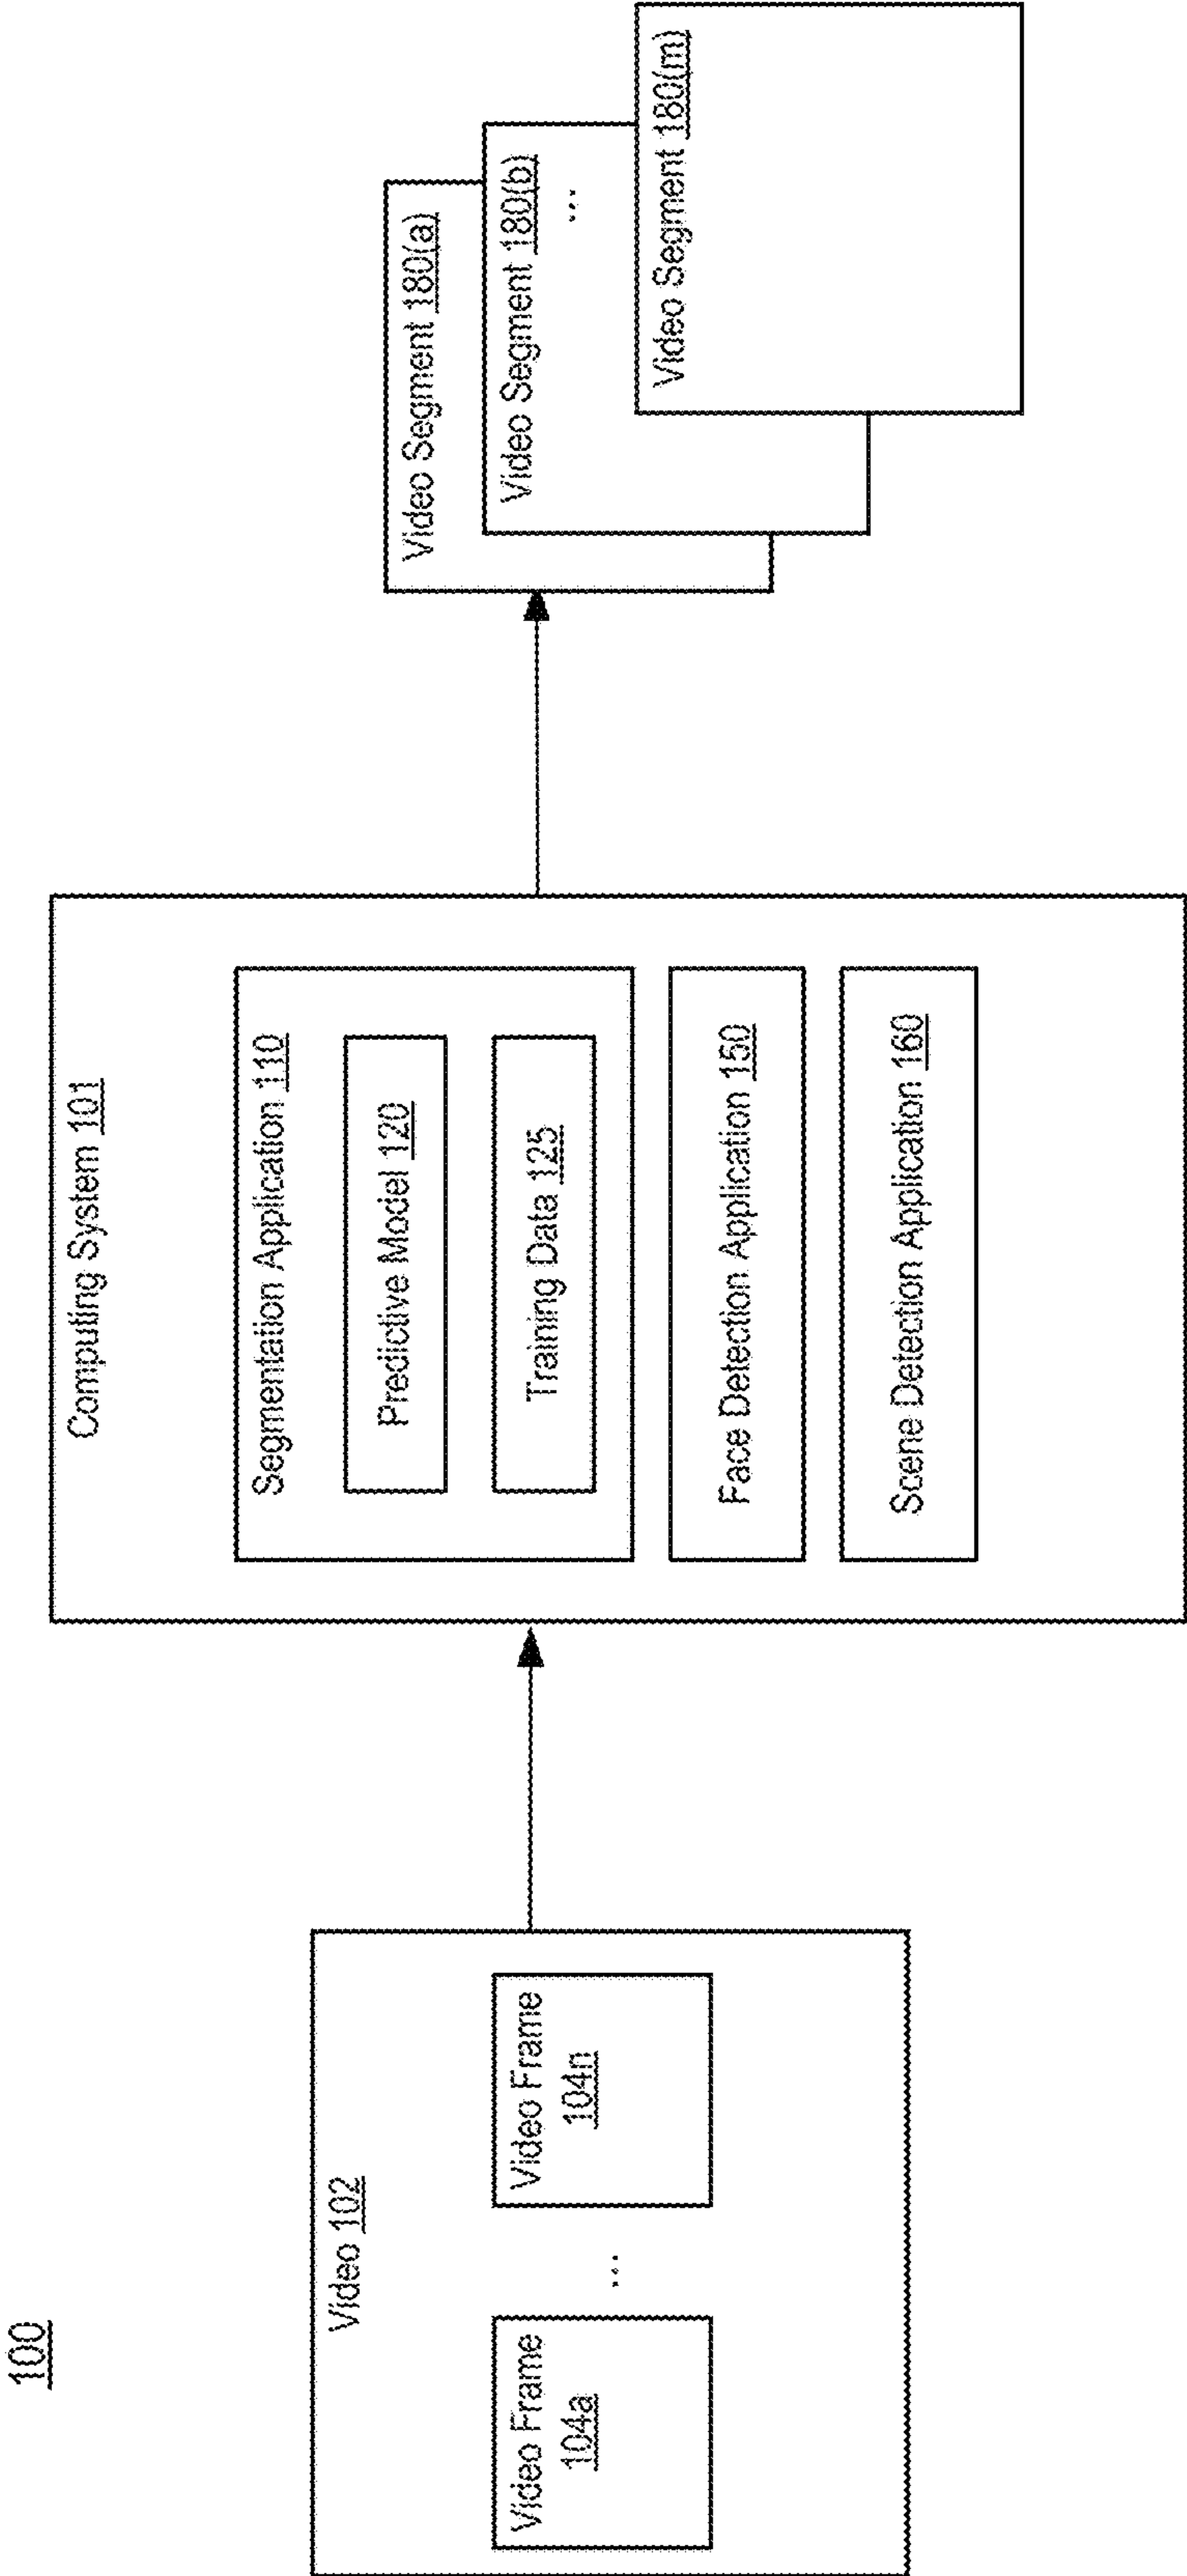 100
Video 102
Video Frame
104a
...
Video Frame
104n
Computing System 101
Segmentation Application 110
Predictive Model 120
Training Data 125
Face Detection Application 150
Scene Detection Application 160
Video Segment 180(a)
Video Segment 180(b)
...
Video Segment 180(m)